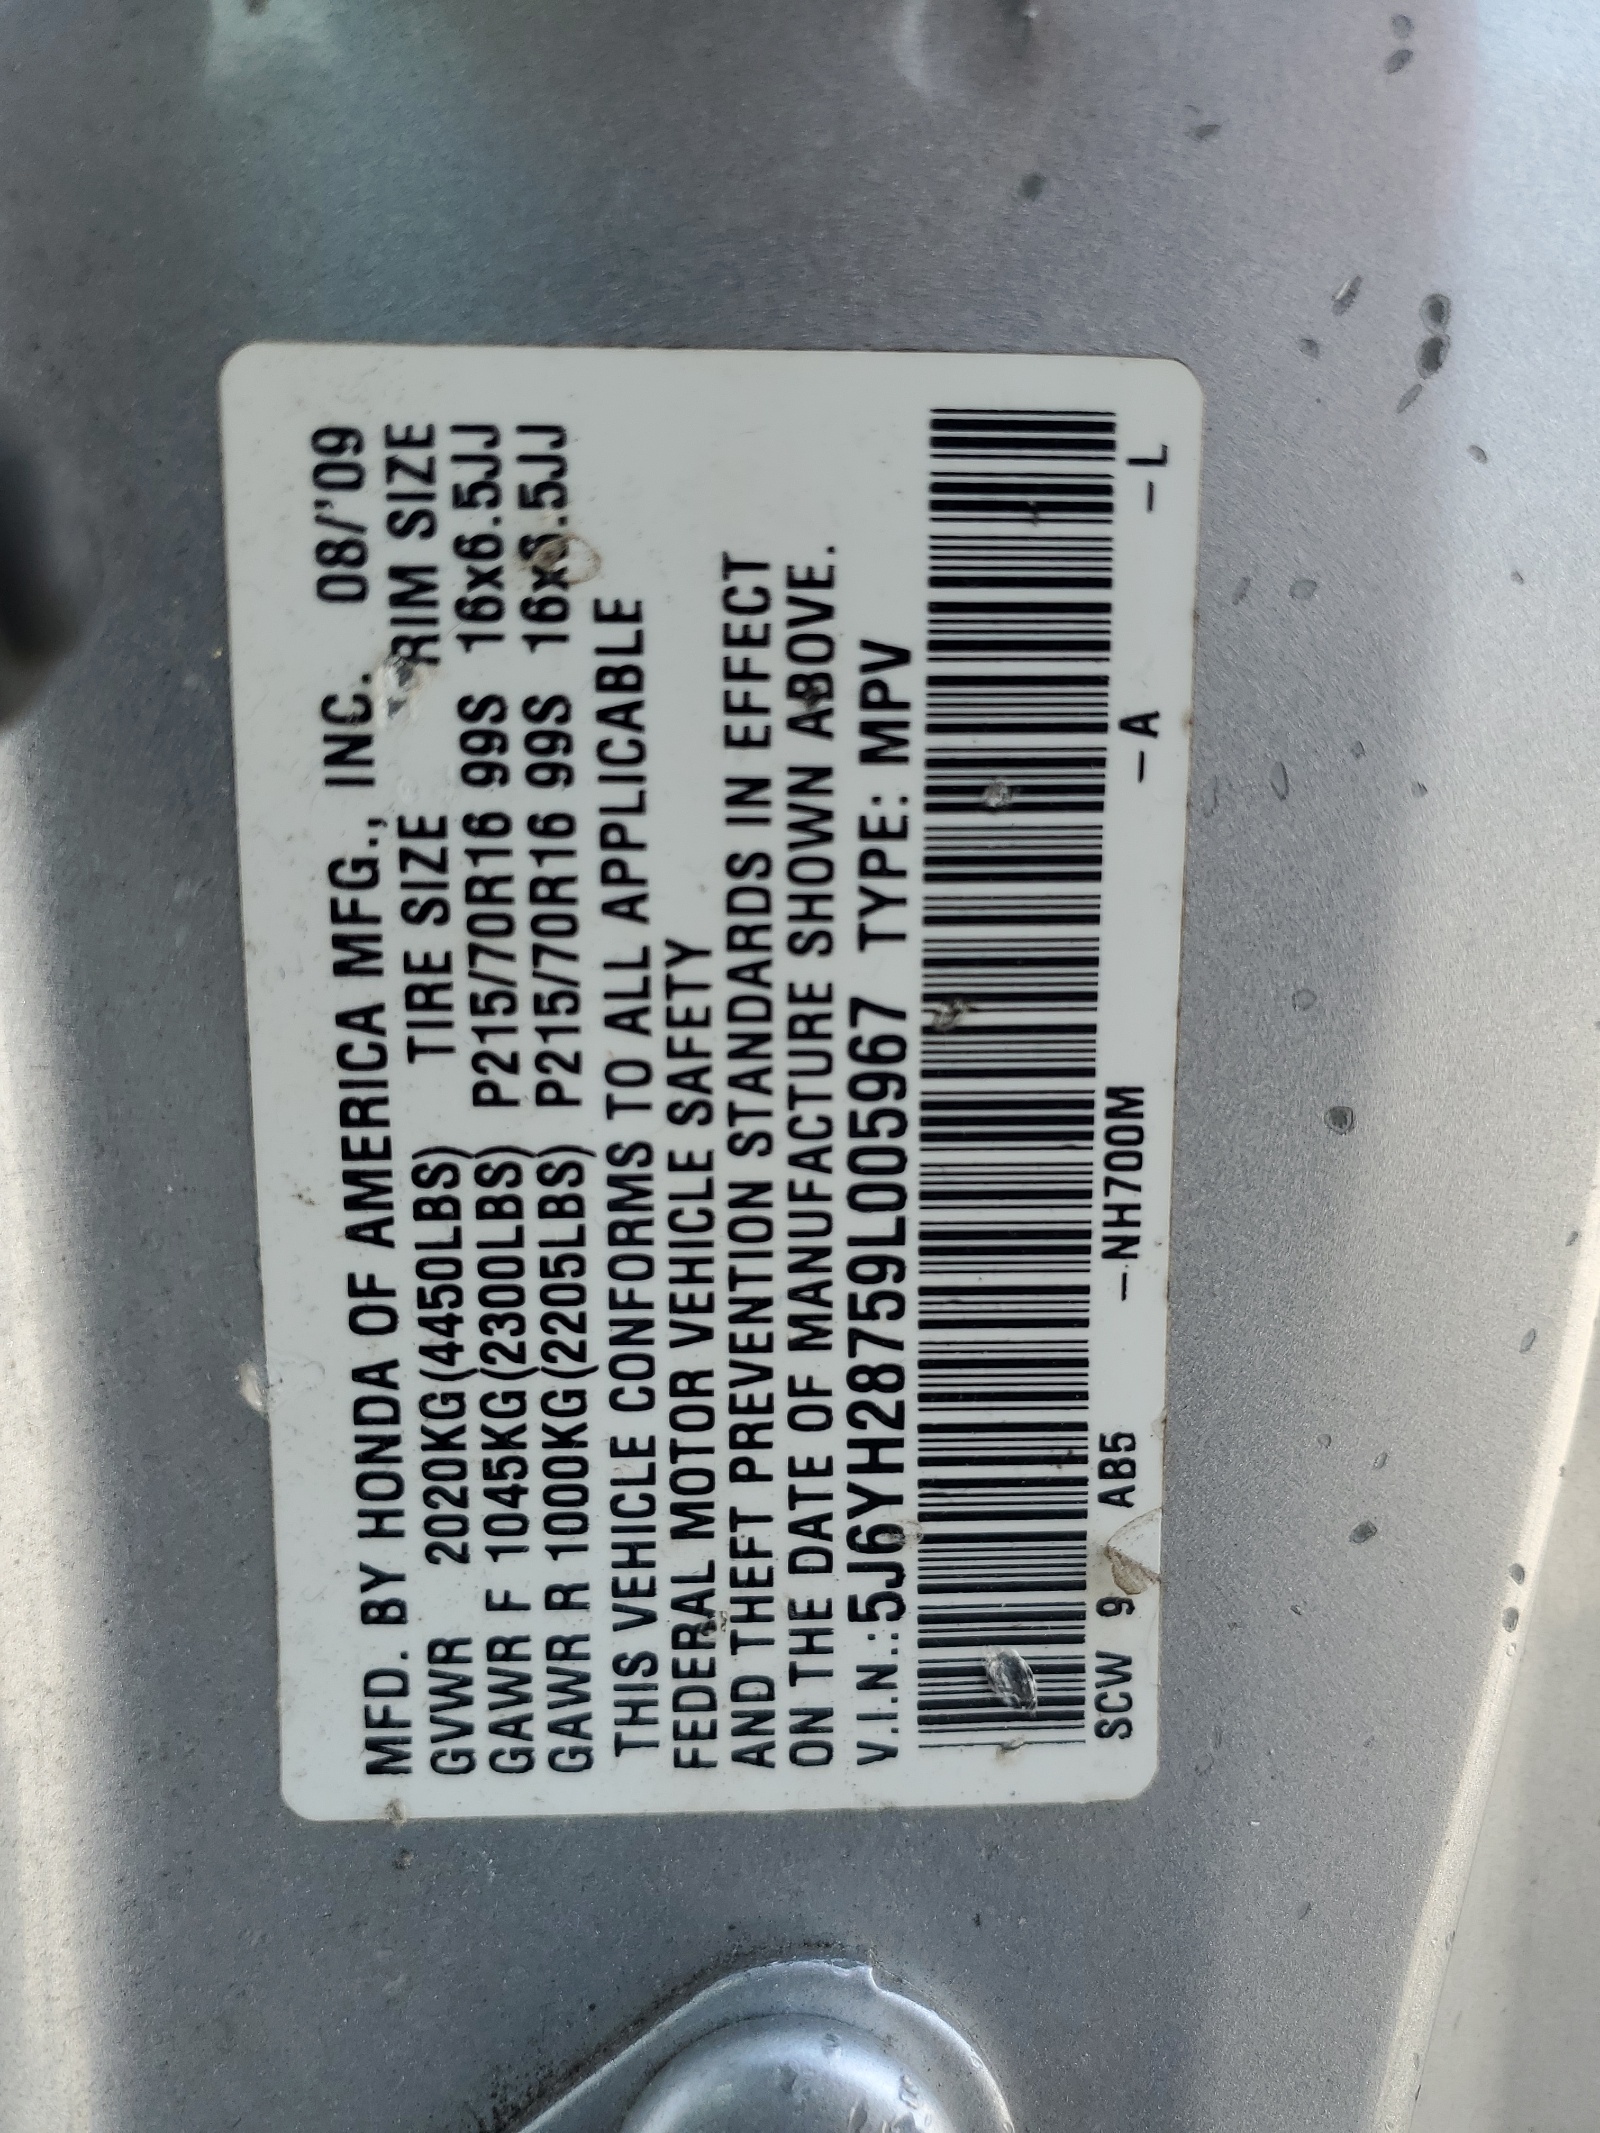 MFD. BY HONDA OF AMERICA MFG., INC. 08/'09
GVWR 2020KG(4450LBS) TIRE SIZE RIM SIZE
GAWR F 1045KG(2300LBS) P215/70R16 99S 16x6.5JJ
GAWR R 1000KG(2205LBS) P215/70R16 99S 16x6.5JJ
THIS VEHICLE CONFORMS TO ALL APPLICABLE
FEDERAL MOTOR VEHICLE SAFETY
AND THEFT PREVENTION STANDARDS IN EFFECT
ON THE DATE OF MANUFACTURE SHOWN ABOVE.
V.I.N.:5J6YH28759L005967 TYPE: MPV
SCW 9 AB5 –NH700M –A –L